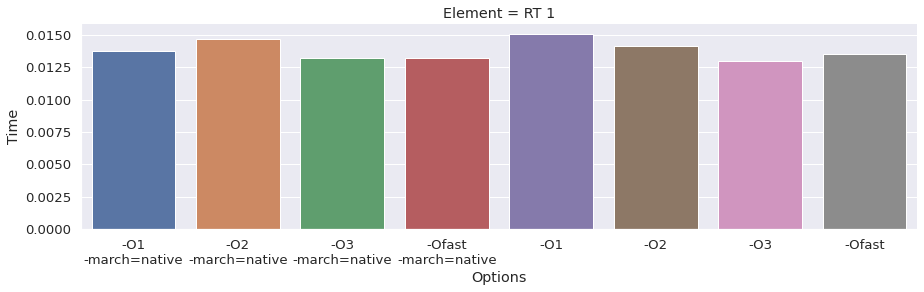 Element = RT 1
Time
0.0150
0.0125
0.0100
0.0075
0.0050
0.0025
0.0000
-O1 -O2 -O3 -Ofast -O1 -O2 -O3 -Ofast
-march=native -march=native -march=native -march=native
Options